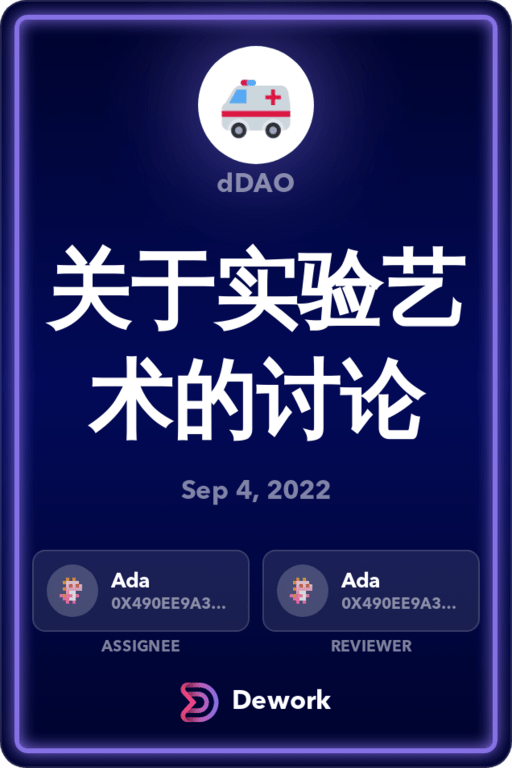 dDAO
关于实验艺
术的讨论
Sep 4, 2022
Ada
0X490EE9A3...
ASSIGNEE
Ada
0X490EE9A3...
REVIEWER
Dework